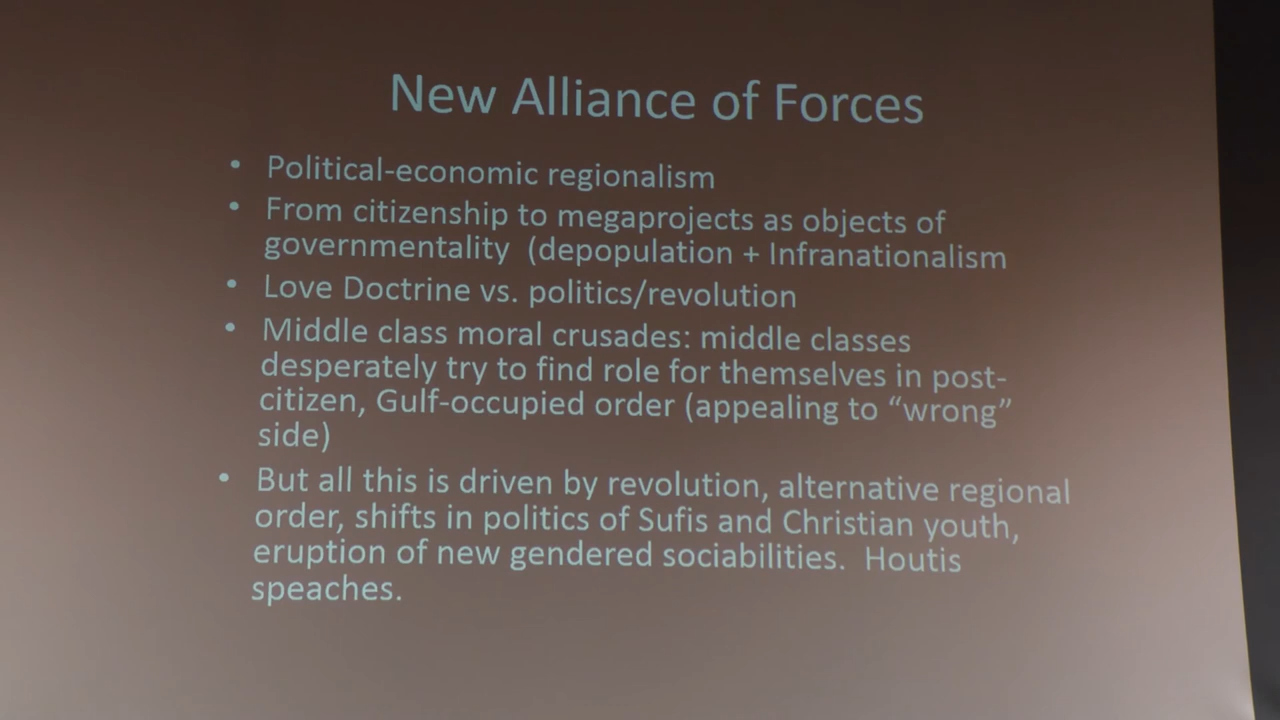 New Alliance of Forces
• Political-economic regionalism
• From citizenship to megaprojects as objects of
governmentality  (depopulation + Infranationalism
• Love Doctrine vs. politics/revolution
• Middle class moral crusades: middle classes
desperately try to find role for themselves in post-
citizen, Gulf-occupied order (appealing to “wrong”
side)
• But all this is driven by revolution, alternative regional
order, shifts in politics of Sufis and Christian youth,
eruption of new gendered sociabilities.  Houtis
speaches.